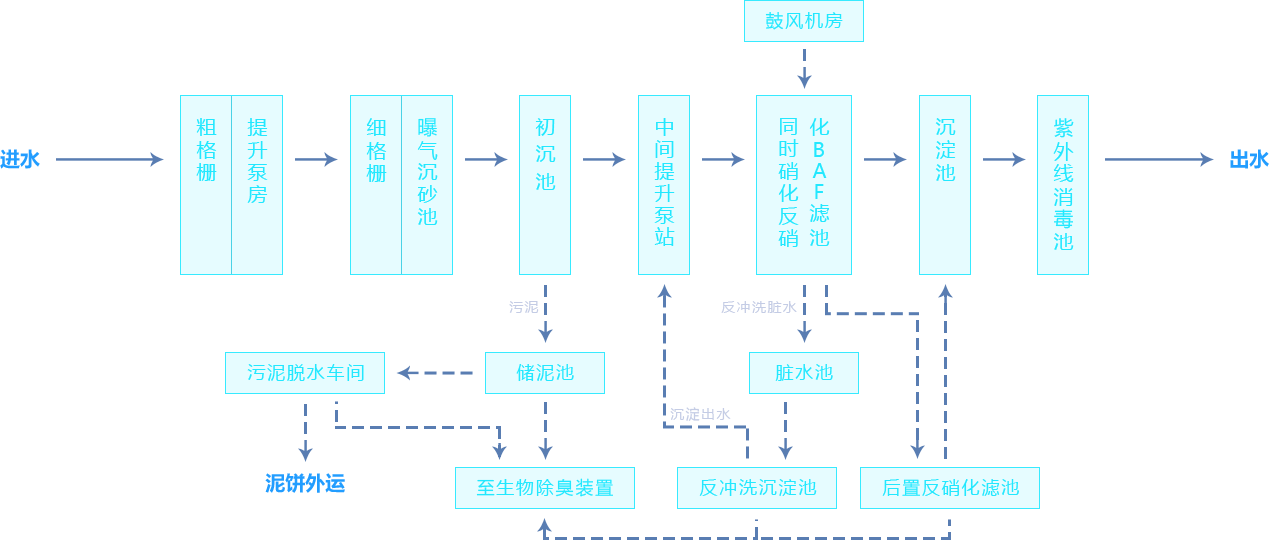 鼓风机房
进水
粗格栅
提升泵房
细格栅
曝气沉砂池
初沉池
中间提升泵站
同时硝化反硝
化BAF滤池
沉淀池
紫外线消毒池
出水
污泥
反冲洗脏水
污泥脱水车间
储泥池
脏水池
沉淀出水
泥饼外运
至生物除臭装置
反冲洗沉淀池
后置反硝化滤池